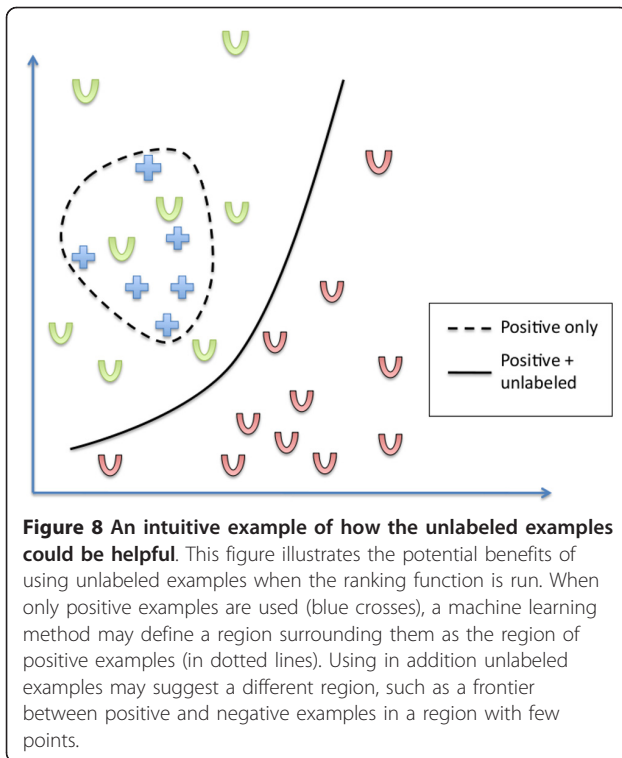 Positive only
Positive +
unlabeled
Figure 8 An intuitive example of how the unlabeled examples
could be helpful. This figure illustrates the potential benefits of
using unlabeled examples when the ranking function is run. When
only positive examples are used (blue crosses), a machine learning
method may define a region surrounding them as the region of
positive examples (in dotted lines). Using in addition unlabeled
examples may suggest a different region, such as a frontier
between positive and negative examples in a region with few
points.